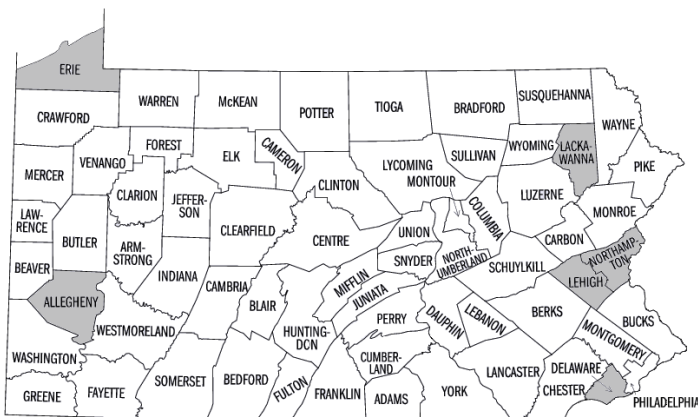 ERIE
CRAWFORD
WARREN
McKEAN
POTTER
TIOGA
BRADFORD
SUSQUEHANNA
WAYNE
FOREST
ELK
CAMERON
VENANGO
MERCER
CLARION
JEFFER-
SON
CLINTON
LYCOMING
SULLIVAN
WYOMING
LACKA-
WANNA
PIKE
MONTOUR
COLUMBIA
LUZERNE
MONROE
LAW-
RENCE
BUTLER
ARM-
STRONG
CLEARFIELD
CENTRE
UNION
SNYDER
NORTH-
UMBERLAND
CARBON
NORTHAMP-
TON
LEHIGH
SCHUYLKILL
BEAVER
INDIANA
CAMBRIA
BLAIR
MIFFLIN
JUNIATA
ALLEGHENY
WESTMORELAND
HUNTING-
DCN
PERRY
DAUPHIN
LEBANON
BERKS
BUCKS
MONTGOMERY
WASHINGTON
GREENE
FAYETTE
SOMERSET
BEDFORD
FULTON
FRANKLIN
CUMBER-
LAND
ADAMS
YORK
LANCASTER
DELAWARE
CHESTER
PHILADELPHIA